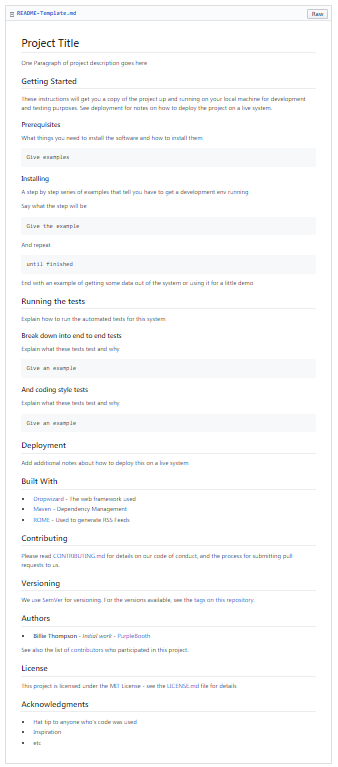 README-Template.md
Raw
Project Title
One Paragraph of project description goes here
Getting Started
These instructions will get you a copy of the project up and running on your local machine for development
and testing purposes. See deployment for notes on how to deploy the project on a live system.
Prerequisites
What things you need to install the software and how to install them
Give examples
Installing
A step by step series of examples that tell you have to get a development env running
Say what the step will be
Give the example
And repeat
until finished
End with an example of getting some data out of the system or using it for a little demo
Running the tests
Explain how to run the automated tests for this system
Break down into end to end tests
Explain what these tests test and why
Give an example
And coding style tests
Explain what these tests test and why
Give an example
Deployment
Add additional notes about how to deploy this on a live system
Built With
• Dropwizard - The web framework used
• Maven - Dependency Management
• ROME - Used to generate RSS Feeds
Contributing
Please read CONTRIBUTING.md for details on our code of conduct, and the process for submitting pull
requests to us.
Versioning
We use SemVer for versioning. For the versions available, see the tags on this repository.
Authors
• Billie Thompson - Initial work - PurpleBooth
See also the list of contributors who participated in this project.
License
This project is licensed under the MIT License - see the LICENSE.md file for details
Acknowledgments
• Hat tip to anyone who's code was used
• Inspiration
• etc